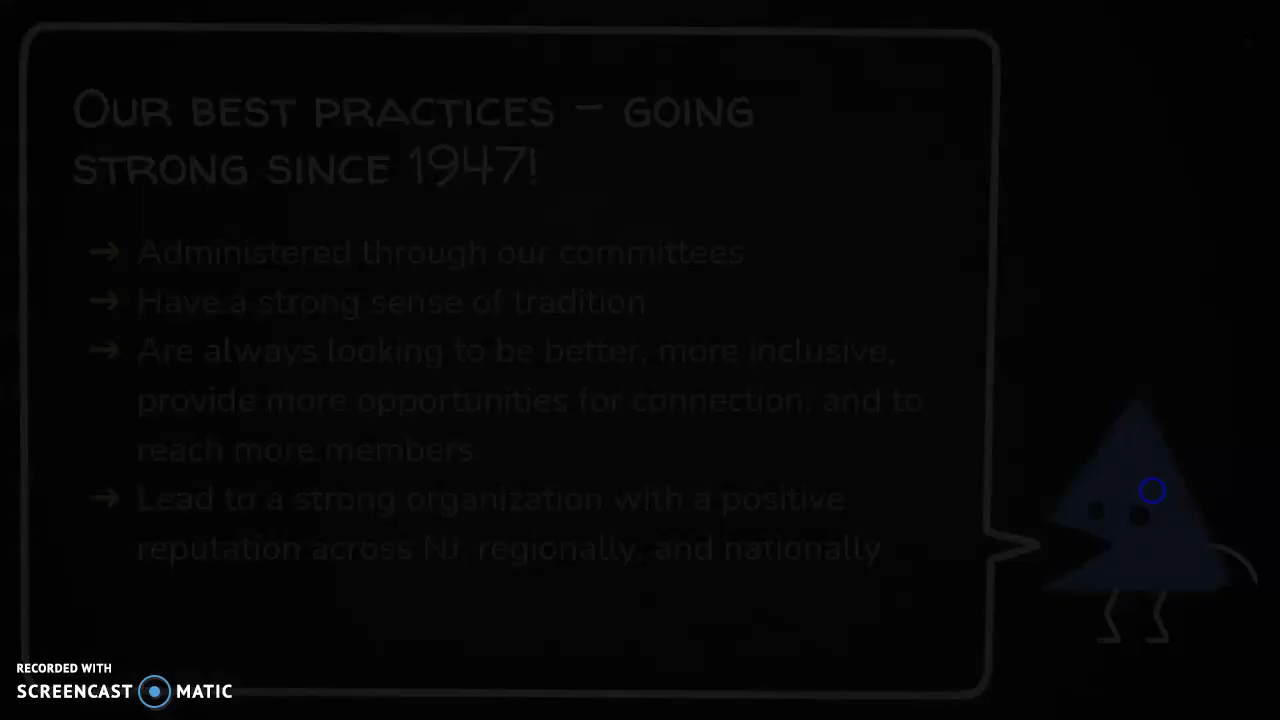 Our best practices – going
strong since 1947!
→ Administered through our committees
→ Have a strong sense of tradition
→ Are always looking to be better, more inclusive,
provide more opportunities for connection, and to
reach more members
→ Lead to a strong organization with a positive
reputation across NJ, regionally, and nationally
RECORDED WITH
SCREENCAST MATIC